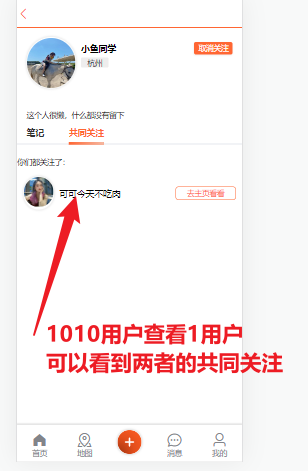 小鱼同学
取消关注
杭州
这个人很懒，什么都没有留下
笔记 共同关注
你们都关注了：
可可今天不吃肉 去主页看看
1010用户查看1用户
可以看到两者的共同关注
首页 地图 消息 我的